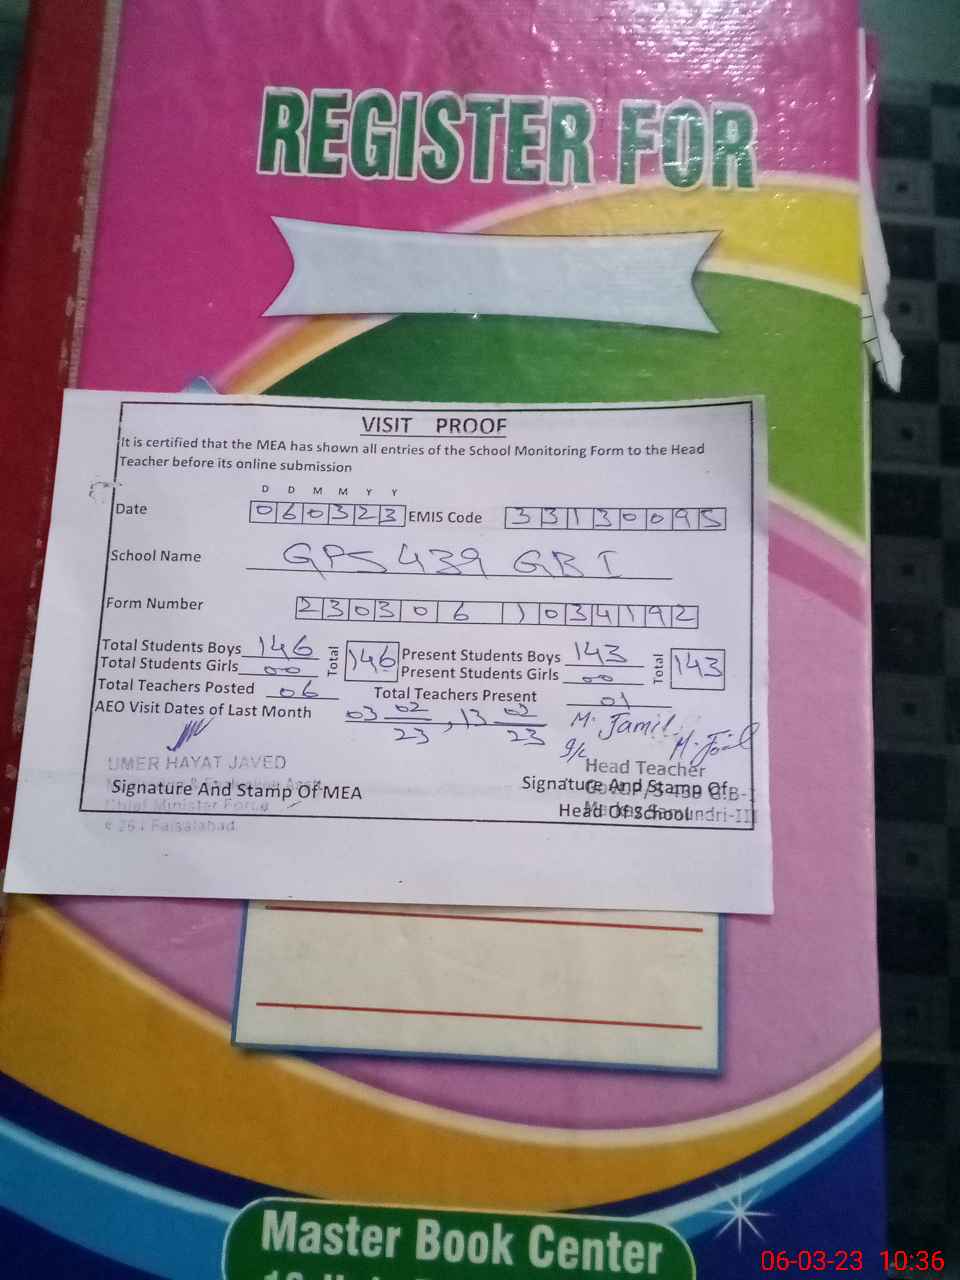 REGISTER FOR
VISIT PROOF
It is certified that the MEA has shown all entries of the School Monitoring Form to the Head
Teacher before its online submission
D D M M Y Y
Date 060323 EMIS Code 33130095
School Name GPS 439 GB I
Form Number 230306 1034192
Total Students Boys 146 Total 146 Present Students Boys 143 Total 143
Total Students Girls 00 Present Students Girls 00
Total Teachers Posted 06 Total Teachers Present 01
AEO Visit Dates of Last Month 03 02/23, 13 02/23
M. Jamil
M. Jamil
UMER HAYAT JAVED
Head Teacher
Signature And Stamp Of MEA
Signature And Stamp Of
Head Of School
Chief Minister
Faisalabad
Master Book Center
06-03-23 10:36